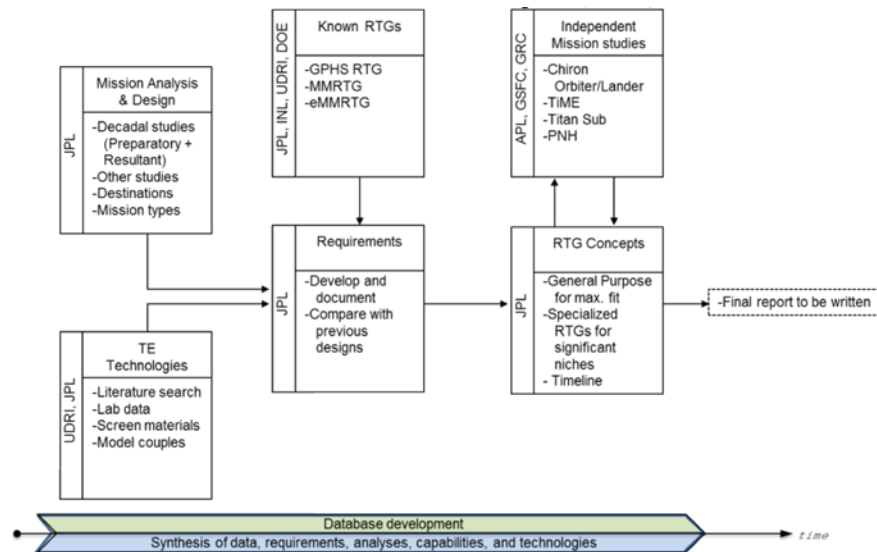 JPL
Mission Analysis
& Design
-Decadal studies
(Preparatory +
Resultant)
-Other studies
-Destinations
-Mission types
UDRI, JPL
TE
Technologies
-Literature search
-Lab data
-Screen materials
-Model couples
JPL, INL, UDRI, DOE
Known RTGs
-GPHS RTG
-MMRTG
-eMMRTG
JPL
Requirements
-Develop and
document
-Compare with
previous
designs
APL, GSFC, GRC
Independent
Mission studies
-Chiron
Orbiter/Lander
-TiME
-Titan Sub
-PNH
JPL
RTG Concepts
-General Purpose
for max. fit
-Specialized
RTGs for
significant
niches
- Timeline
-Final report to be written
Database development
Synthesis of data, requirements, analyses, capabilities, and technologies
time